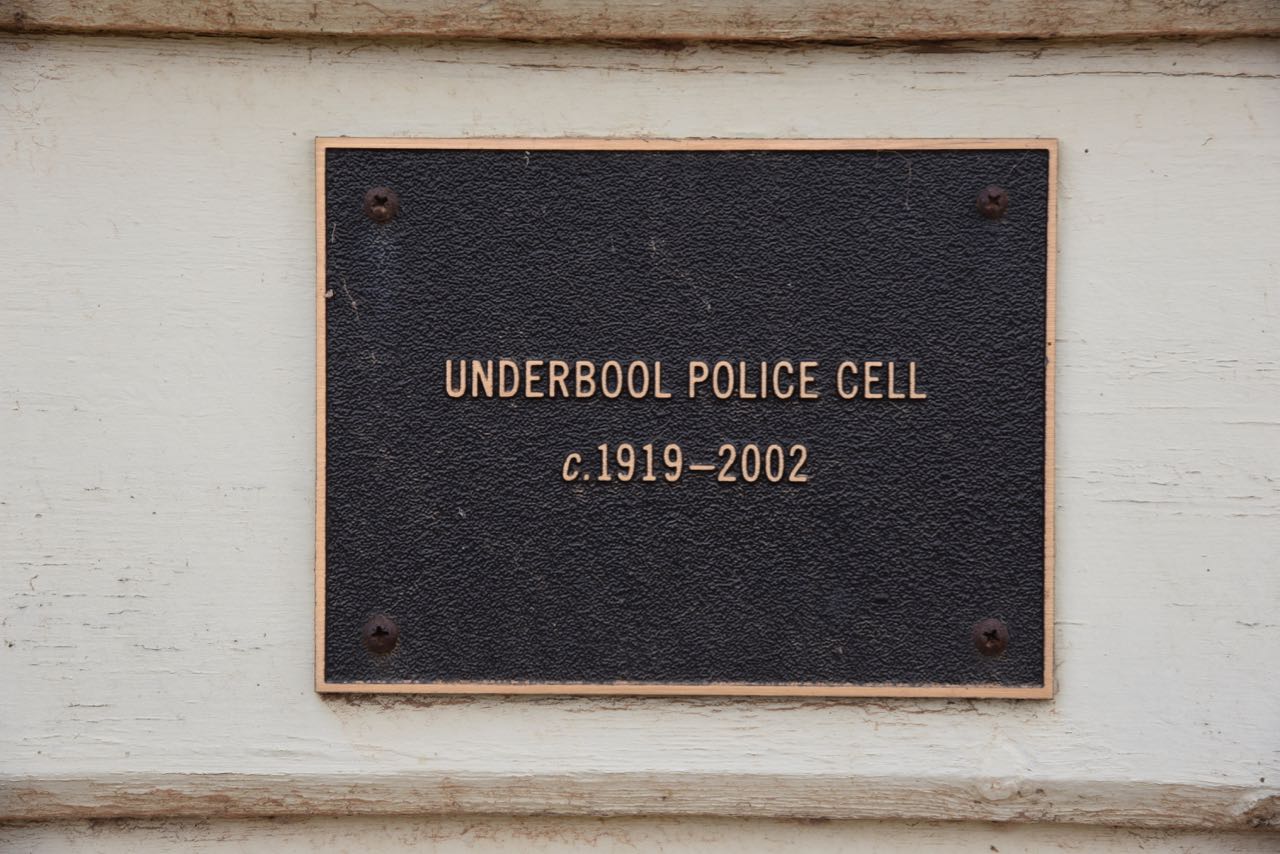 UNDERBOOL POLICE CELL
c.1919–2002